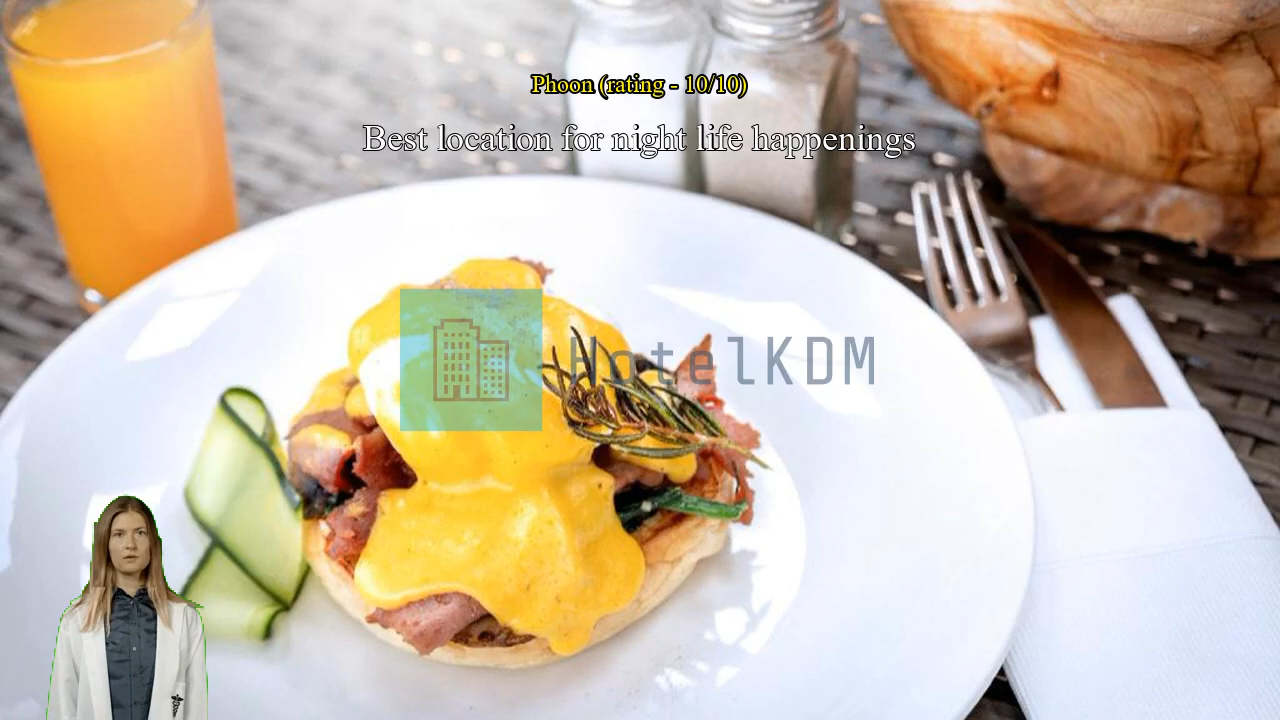 Phoon (rating - 10/10)
Best location for night life happenings
HotelKDM